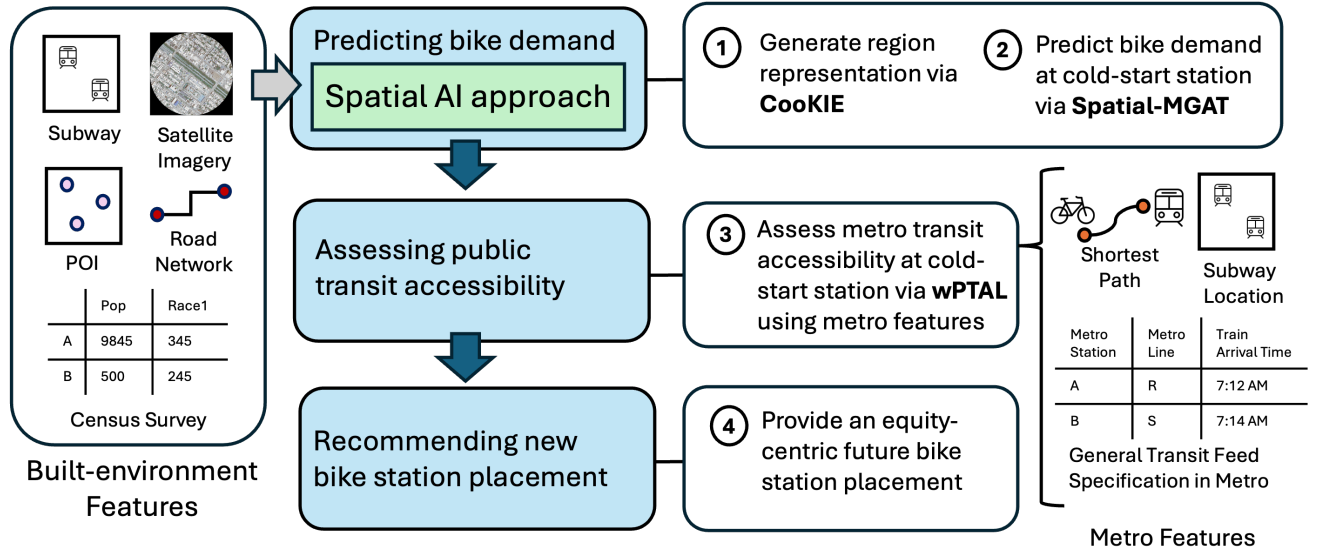 Subway
Satellite
Imagery
POI
Road
Network
Pop Race1
A 9845 345
B 500 245
Census Survey
Built-environment
Features
Predicting bike demand
Spatial AI approach
1 Generate region
representation via
CooKIE
2 Predict bike demand
at cold-start station
via Spatial-MGAT
Assessing public
transit accessibility
3 Assess metro transit
accessibility at cold-
start station via wPTAL
using metro features
Recommending new
bike station placement
4 Provide an equity-
centric future bike
station placement
Shortest
Path
Subway
Location
Metro Station Metro Line Train Arrival Time
A R 7:12 AM
B S 7:14 AM
General Transit Feed
Specification in Metro
Metro Features